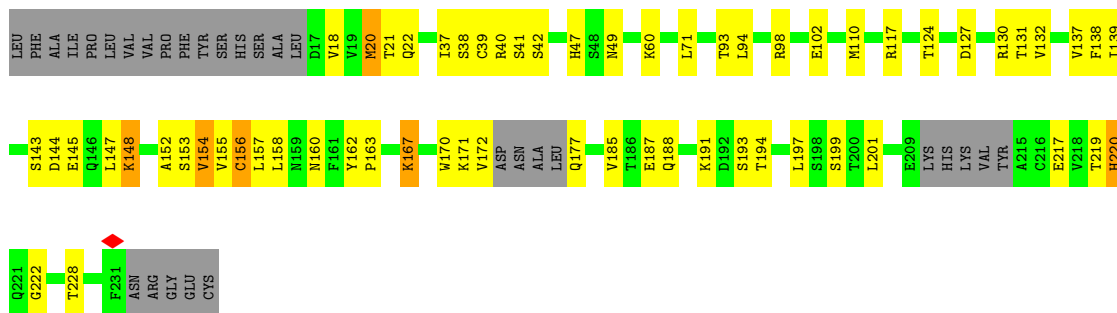 LEU PHE ALA ILE PRO LEU VAL VAL PRO PHE TYR SER HIS SER ALA LEU D17 V18 V19 M20 T21 Q22 I37 S38 C39 R40 S41 S42 H47 S48 N49 K60 L71 T93 L94 R98 E102 M110 R117 T124 D127 R130 T131 V132 V137 F138 I139
S143 D144 E145 Q146 L147 K148 A152 S153 V154 V155 C156 L157 L158 N159 N160 F161 Y162 P163 K167 W170 K171 V172 ASP ASN ALA LEU Q177 V185 T186 E187 Q188 K191 D192 S193 T194 L197 S198 S199 T200 L201 E209 LYS HIS LYS VAL TYR A215 C216 E217 V218 T219 H220
Q221 G222 T228 F231 ASN ARG GLY GLU CYS